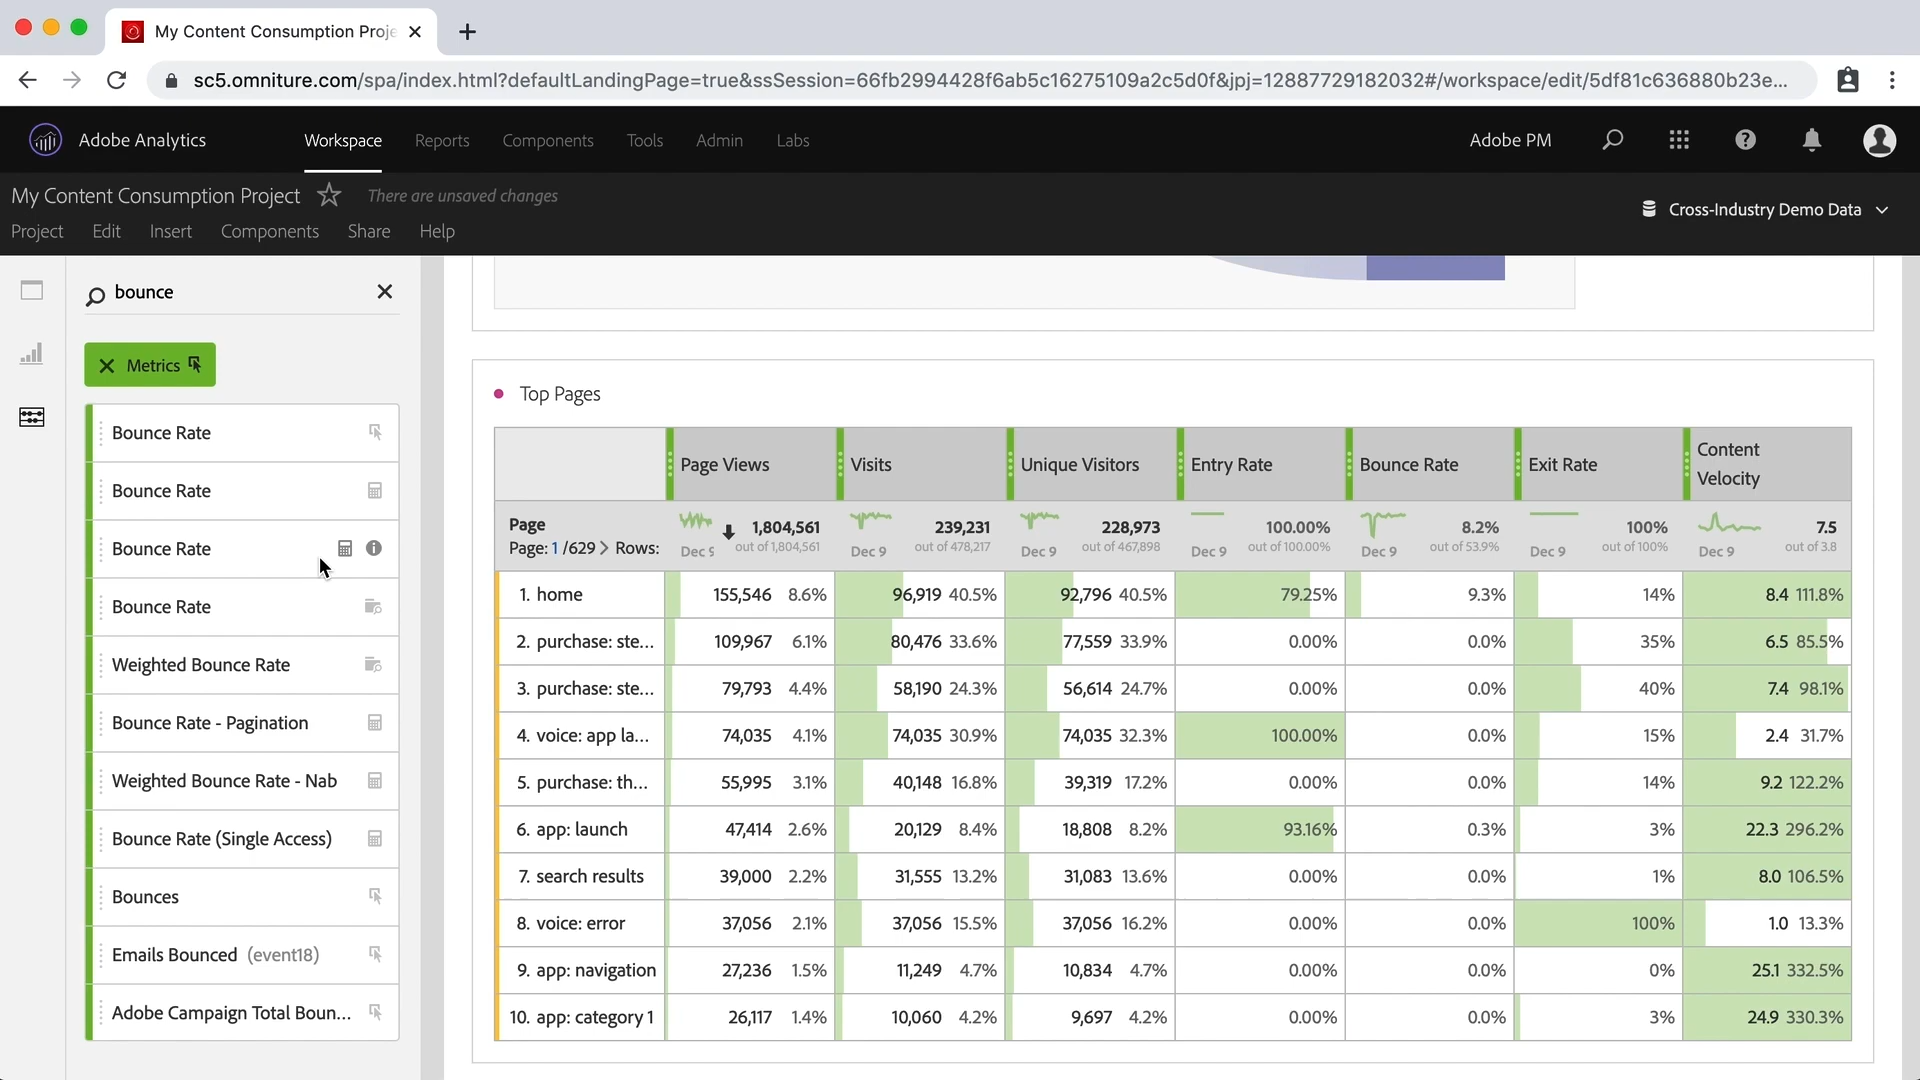 My Content Consumption Proje
sc5.omniture.com/spa/index.html?defaultLandingPage=true&ssSession=66fb2994428f6ab5c16275109a2c5d0f&jpj=12887729182032#/workspace/edit/5df81c636880b23e...
Adobe Analytics Workspace Reports Components Tools Admin Labs Adobe PM
My Content Consumption Project There are unsaved changes
Cross-Industry Demo Data
Project Edit Insert Components Share Help
bounce
Metrics
Bounce Rate
Bounce Rate
Bounce Rate
Bounce Rate
Weighted Bounce Rate
Bounce Rate - Pagination
Weighted Bounce Rate - Nab
Bounce Rate (Single Access)
Bounces
Emails Bounced (event18)
Adobe Campaign Total Boun...
Top Pages
Page Views Visits Unique Visitors Entry Rate Bounce Rate Exit Rate Content Velocity
Page 1,804,561 239,231 228,973 100.00% 8.2% 100% 7.5
Page: 1 /629 > Rows: Dec 9 out of 1,804,561 Dec 9 out of 478,217 Dec 9 out of 467,898 Dec 9 out of 100.00% Dec 9 out of 53.9% Dec 9 out of 100% Dec 9 out of 3.8
1. home 155,546 8.6% 96,919 40.5% 92,796 40.5% 79.25% 9.3% 14% 8.4 111.8%
2. purchase: ste... 109,967 6.1% 80,476 33.6% 77,559 33.9% 0.00% 0.0% 35% 6.5 85.5%
3. purchase: ste... 79,793 4.4% 58,190 24.3% 56,614 24.7% 0.00% 0.0% 40% 7.4 98.1%
4. voice: app la... 74,035 4.1% 74,035 30.9% 74,035 32.3% 100.00% 0.0% 15% 2.4 31.7%
5. purchase: th... 55,995 3.1% 40,148 16.8% 39,319 17.2% 0.00% 0.0% 14% 9.2 122.2%
6. app: launch 47,414 2.6% 20,129 8.4% 18,808 8.2% 93.16% 0.3% 3% 22.3 296.2%
7. search results 39,000 2.2% 31,555 13.2% 31,083 13.6% 0.00% 0.0% 1% 8.0 106.5%
8. voice: error 37,056 2.1% 37,056 15.5% 37,056 16.2% 0.00% 0.0% 100% 1.0 13.3%
9. app: navigation 27,236 1.5% 11,249 4.7% 10,834 4.7% 0.00% 0.0% 0% 25.1 332.5%
10. app: category 1 26,117 1.4% 10,060 4.2% 9,697 4.2% 0.00% 0.0% 3% 24.9 330.3%